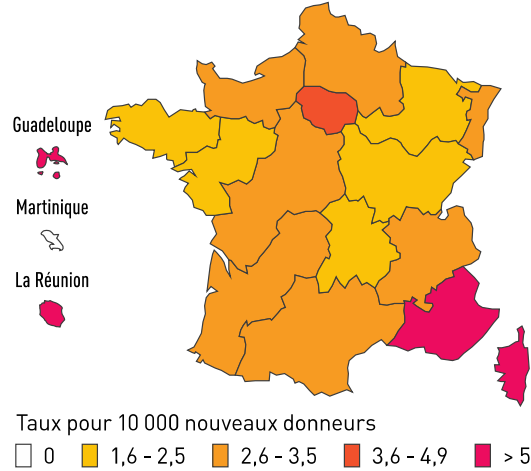 Guadeloupe
Martinique
La Réunion
Taux pour 10 000 nouveaux donneurs
0 1,6 - 2,5 2,6 - 3,5 3,6 - 4,9 > 5